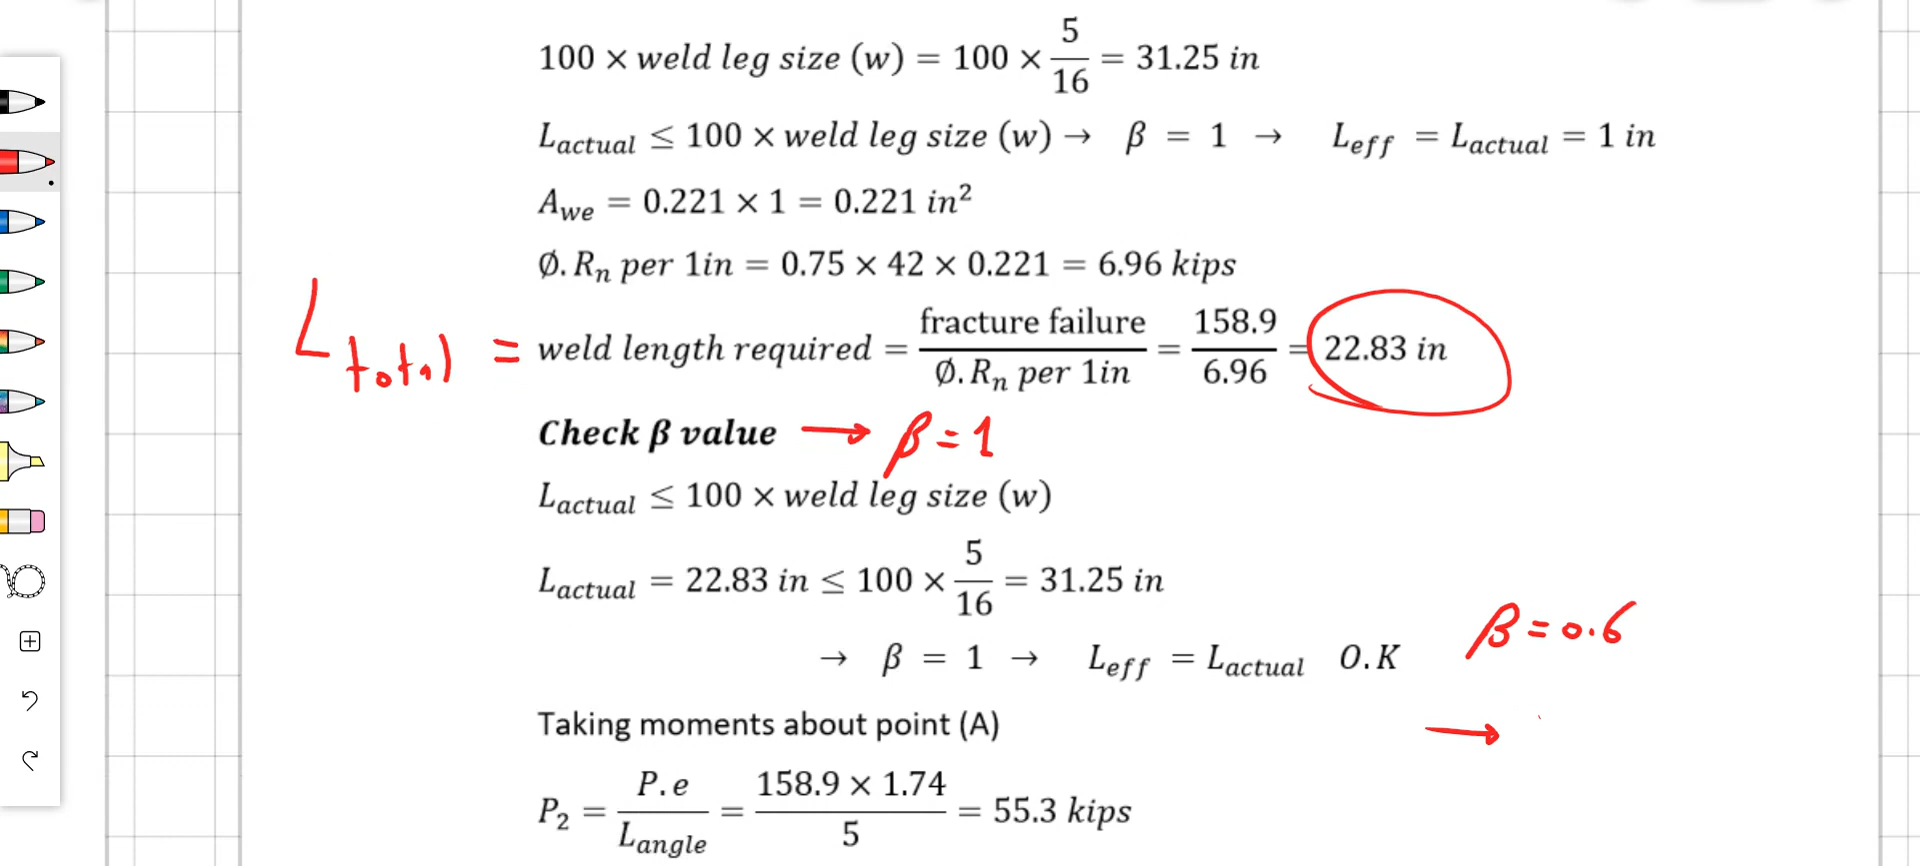 100 × weld leg size (w) = 100 × 5/16 = 31.25 in
L_actual ≤ 100 × weld leg size (w) → β = 1 → L_eff = L_actual = 1 in
A_we = 0.221 × 1 = 0.221 in²
Ø.R_n per 1in = 0.75 × 42 × 0.221 = 6.96 kips
L_total = weld length required = fracture failure / Ø.R_n per 1in = 158.9/6.96 = 22.83 in
Check β value → β = 1
L_actual ≤ 100 × weld leg size (w)
L_actual = 22.83 in ≤ 100 × 5/16 = 31.25 in
→ β = 1 → L_eff = L_actual O.K β = 0.6
Taking moments about point (A) →
P_2 = P.e / L_angle = 158.9 × 1.74 / 5 = 55.3 kips